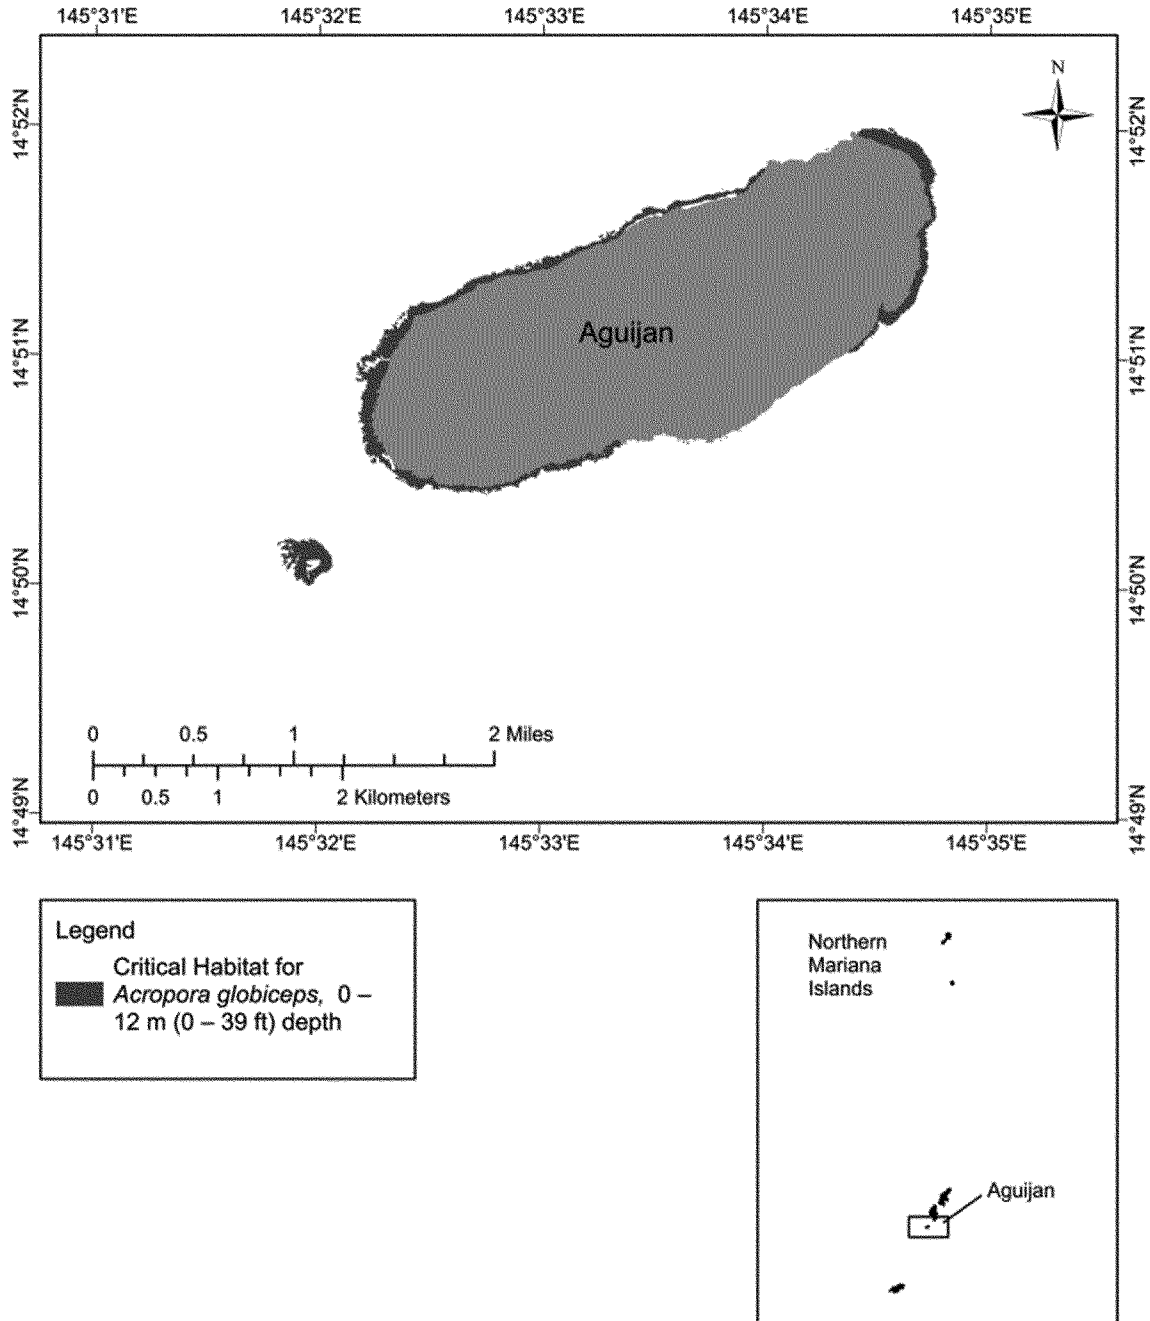 145°31'E 145°32'E 145°33'E 145°34'E 145°35'E
N
14°52'N
14°52'N
Aguijan
14°51'N
14°51'N
14°50'N
14°50'N
0 0.5 1 2 Miles
0 0.5 1 2 Kilometers
14°49'N
14°49'N
145°31'E 145°32'E 145°33'E 145°34'E 145°35'E
Legend
Critical Habitat for
Acropora globiceps, 0 –
12 m (0 – 39 ft) depth
Northern
Mariana
Islands
Aguijan